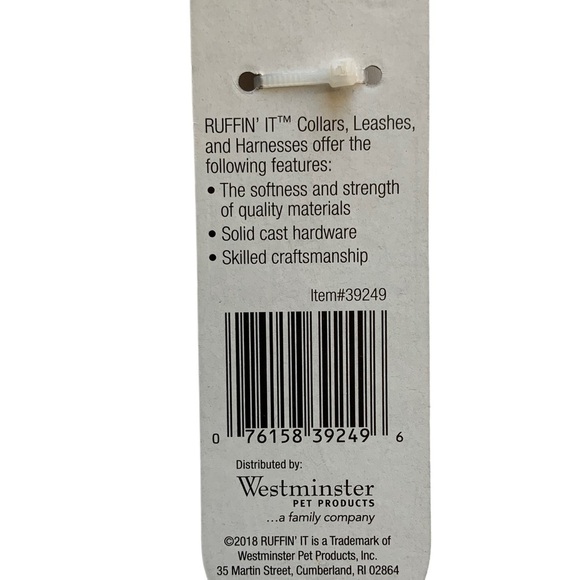 RUFFIN' IT™ Collars, Leashes,
and Harnesses offer the
following features:
• The softness and strength
of quality materials
• Solid cast hardware
• Skilled craftsmanship
Item#39249
0 76158 39249 6
Distributed by:
Westminster
PET PRODUCTS
...a family company
©2018 RUFFIN' IT is a Trademark of
Westminster Pet Products, Inc.
35 Martin Street, Cumberland, RI 02864